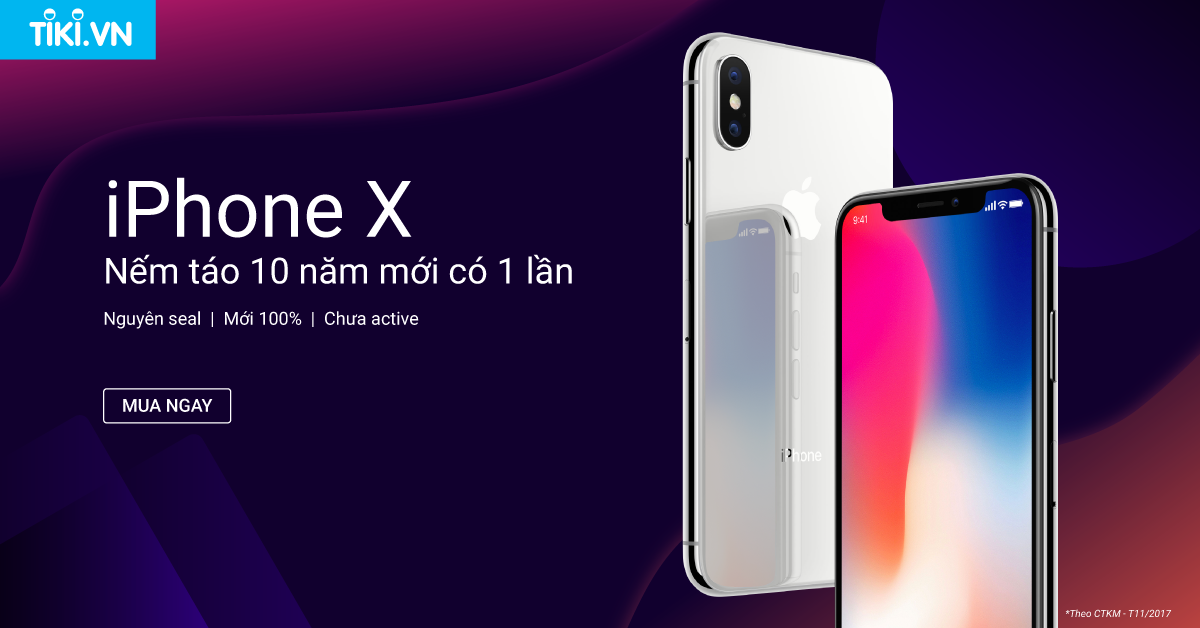 TIKI.VN
iPhone X
Nếm táo 10 năm mới có 1 lần
Nguyên seal | Mới 100% | Chưa active
MUA NGAY
9:41
iPhone
*Theo CTKM - T11/2017